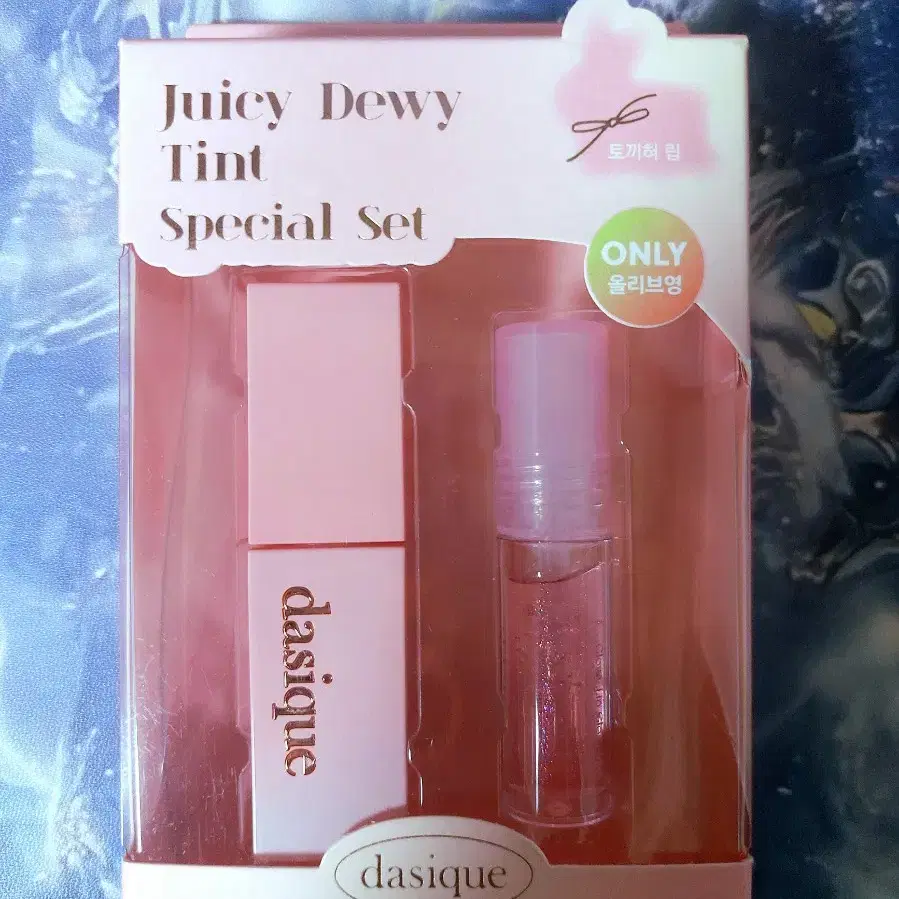 Juicy Dewy
Tint
Special Set
토끼혀 립
ONLY
올리브영
dasique
dasique